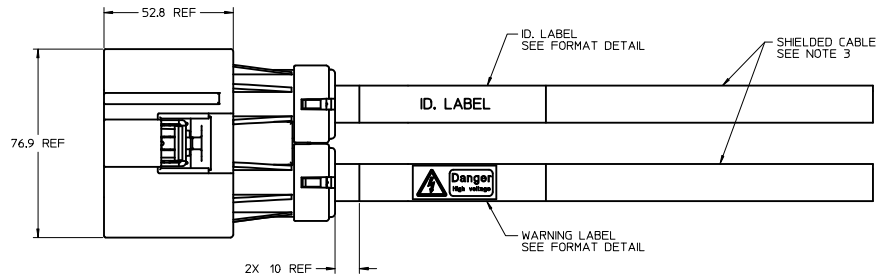 52.8 REF
ID. LABEL
SEE FORMAT DETAIL
SHIELDED CABLE
SEE NOTE 3
ID. LABEL
76.9 REF
Danger
High voltage
WARNING LABEL
SEE FORMAT DETAIL
2X 10 REF